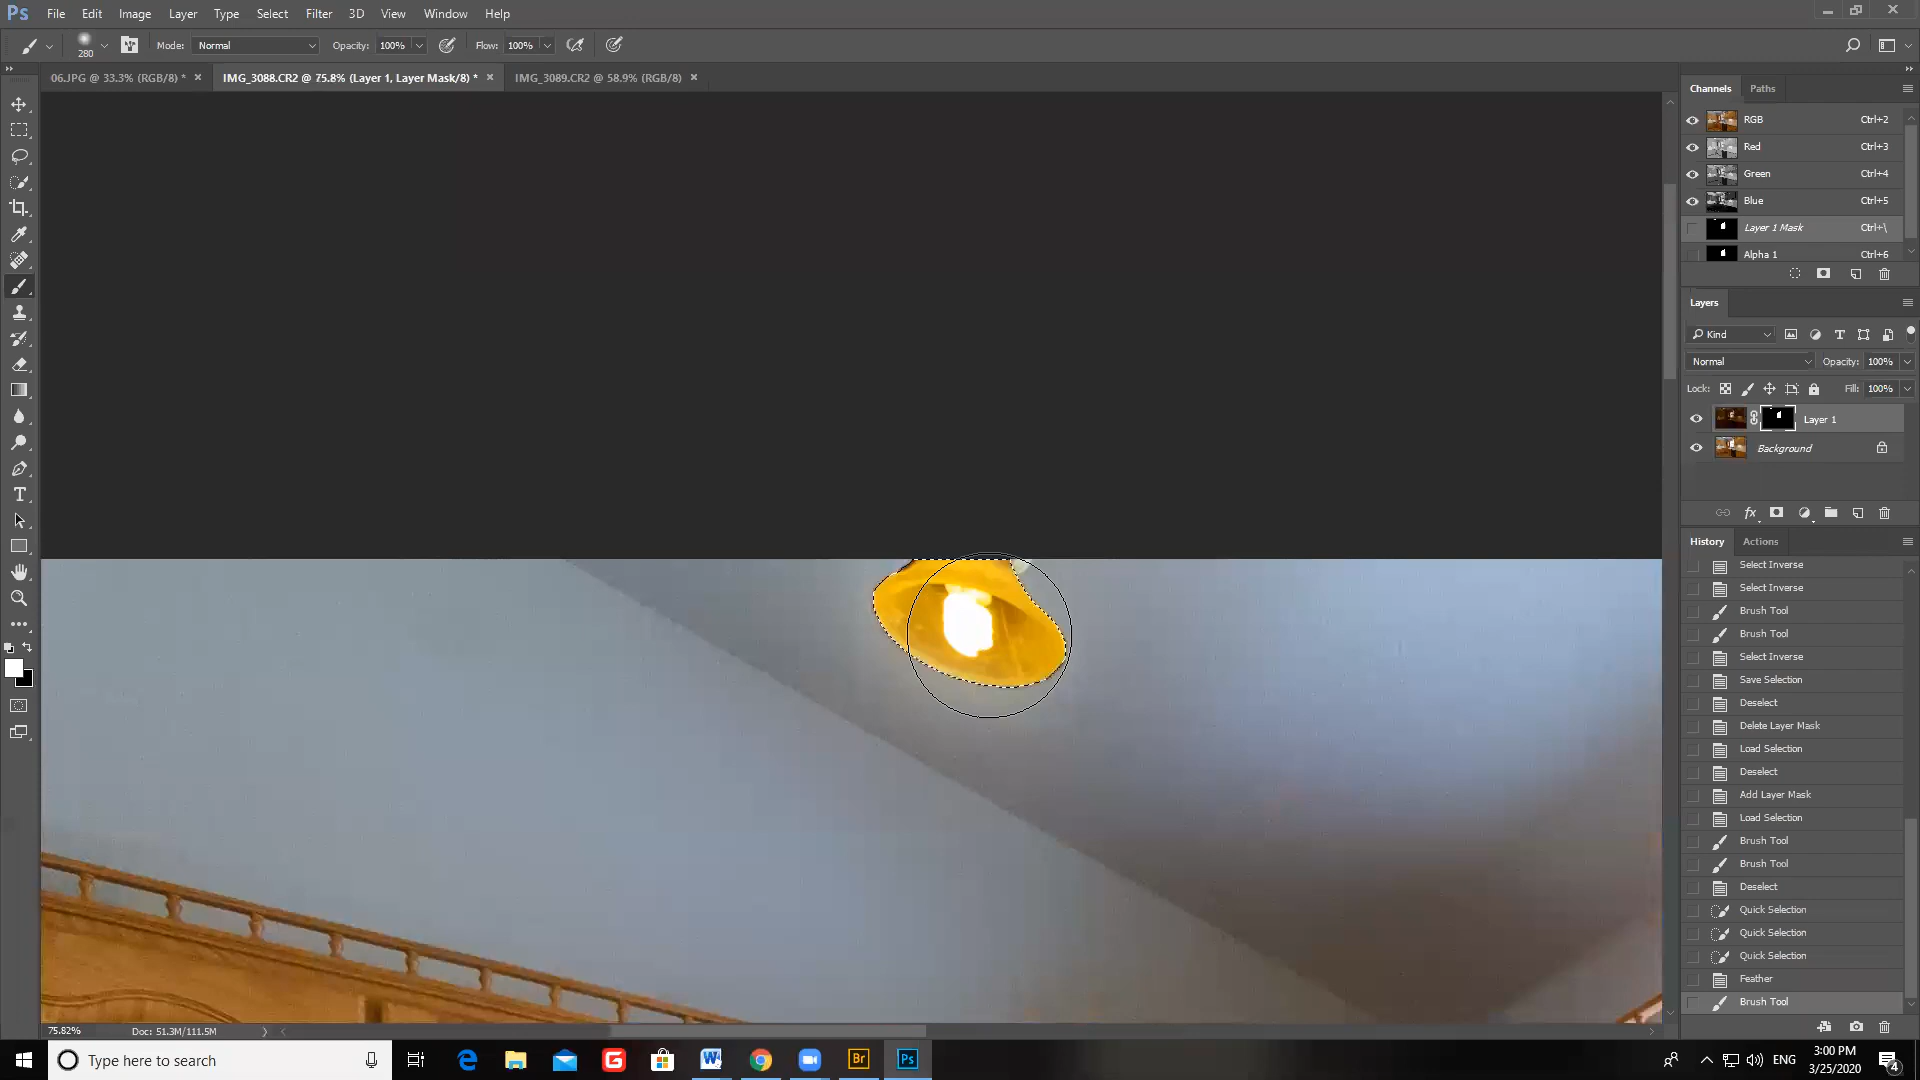 Ps File Edit Image Layer Type Select Filter 3D View Window Help
280 Mode: Normal Opacity: 100% Flow: 100%
06.JPG @ 33.3% (RGB/8) * × IMG_3088.CR2 @ 75.8% (Layer 1, Layer Mask/8) * × IMG_3089.CR2 @ 58.9% (RGB/8) ×
Channels Paths
RGB Ctrl+2
Red Ctrl+3
Green Ctrl+4
Blue Ctrl+5
Layer 1 Mask Ctrl+\
Alpha 1 Ctrl+6
Layers
Kind
Normal Opacity: 100%
Lock: Fill: 100%
Layer 1
Background
fx
History Actions
Select Inverse
Select Inverse
Brush Tool
Brush Tool
Select Inverse
Save Selection
Deselect
Delete Layer Mask
Load Selection
Deselect
Add Layer Mask
Load Selection
Brush Tool
Brush Tool
Deselect
Quick Selection
Quick Selection
Quick Selection
Feather
Brush Tool
75.82% Doc: 51.3M/111.5M
Type here to search
Br Ps
ENG
3:00 PM
3/25/2020
4